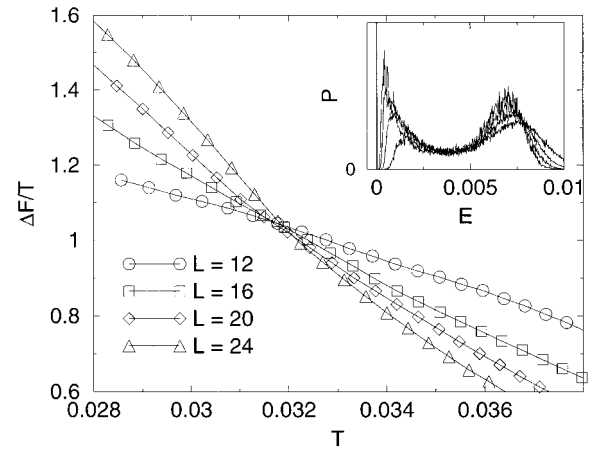 1.6
1.4
1.2
1
0.8
0.6
ΔF/T
0.028
0.03
0.032
0.034
0.036
T
L = 12
L = 16
L = 20
L = 24
P
0
0
0.005
0.01
E